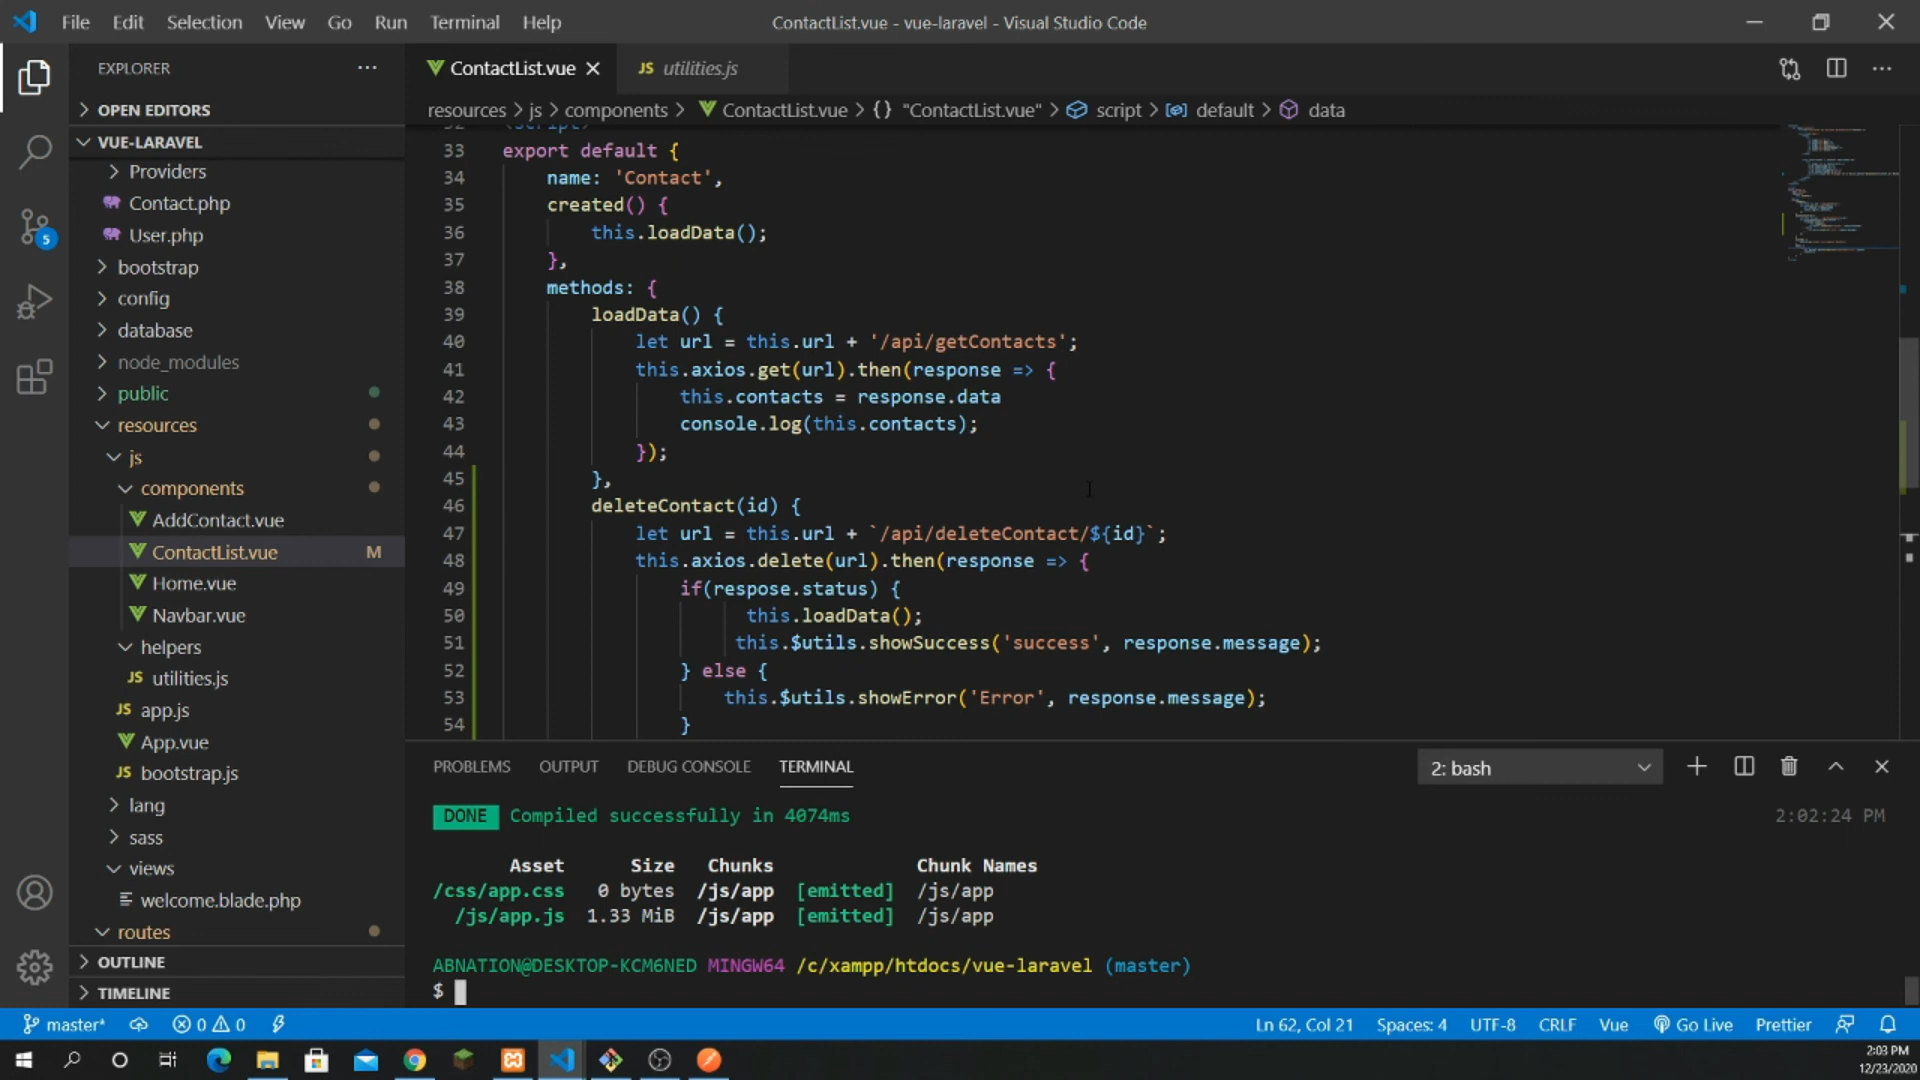 File Edit Selection View Go Run Terminal Help
ContactList.vue - vue-laravel - Visual Studio Code
EXPLORER
OPEN EDITORS
VUE-LARAVEL
Providers
Contact.php
User.php
bootstrap
config
database
node_modules
public
resources
js
components
AddContact.vue
ContactList.vue M
Home.vue
Navbar.vue
helpers
JS utilities.js
JS app.js
App.vue
JS bootstrap.js
lang
sass
views
welcome.blade.php
routes
OUTLINE
TIMELINE
5
ContactList.vue
JS utilities.js
resources > js > components > ContactList.vue > {} "ContactList.vue" > script > default > data
32 <script>
33 export default {
34 name: 'Contact',
35 created() {
36 this.loadData();
37 },
38 methods: {
39 loadData() {
40 let url = this.url + '/api/getContacts';
41 this.axios.get(url).then(response => {
42 this.contacts = response.data
43 console.log(this.contacts);
44 });
45 },
46 deleteContact(id) {
47 let url = this.url + `/api/deleteContact/${id}`;
48 this.axios.delete(url).then(response => {
49 if(respose.status) {
50 this.loadData();
51 this.$utils.showSuccess('success', response.message);
52 } else {
53 this.$utils.showError('Error', response.message);
54 }
PROBLEMS OUTPUT DEBUG CONSOLE TERMINAL
2: bash
DONE Compiled successfully in 4074ms 2:02:24 PM
Asset Size Chunks Chunk Names
/css/app.css 0 bytes /js/app [emitted] /js/app
/js/app.js 1.33 MiB /js/app [emitted] /js/app
ABNATION@DESKTOP-KCM6NED MINGW64 /c/xampp/htdocs/vue-laravel (master)
$
master* 0 0 Ln 62, Col 21 Spaces: 4 UTF-8 CRLF Vue Go Live Prettier
2:03 PM
12/23/2020